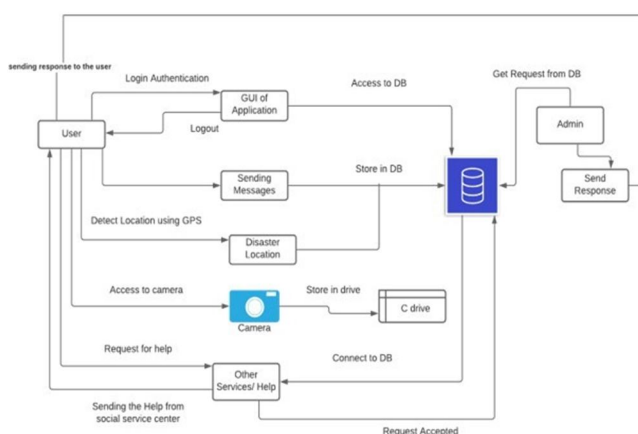 sending response to the user
Login Authentication
Access to DB
Get Request from DB
GUI of
Application
User
Logout
Admin
Sending
Messages
Store in DB
Send
Response
Detect Location using GPS
Disaster
Location
Access to camera
Store in drive
C drive
Camera
Request for help
Connect to DB
Other
Services/ Help
Sending the Help from
social service center
Request Accepted